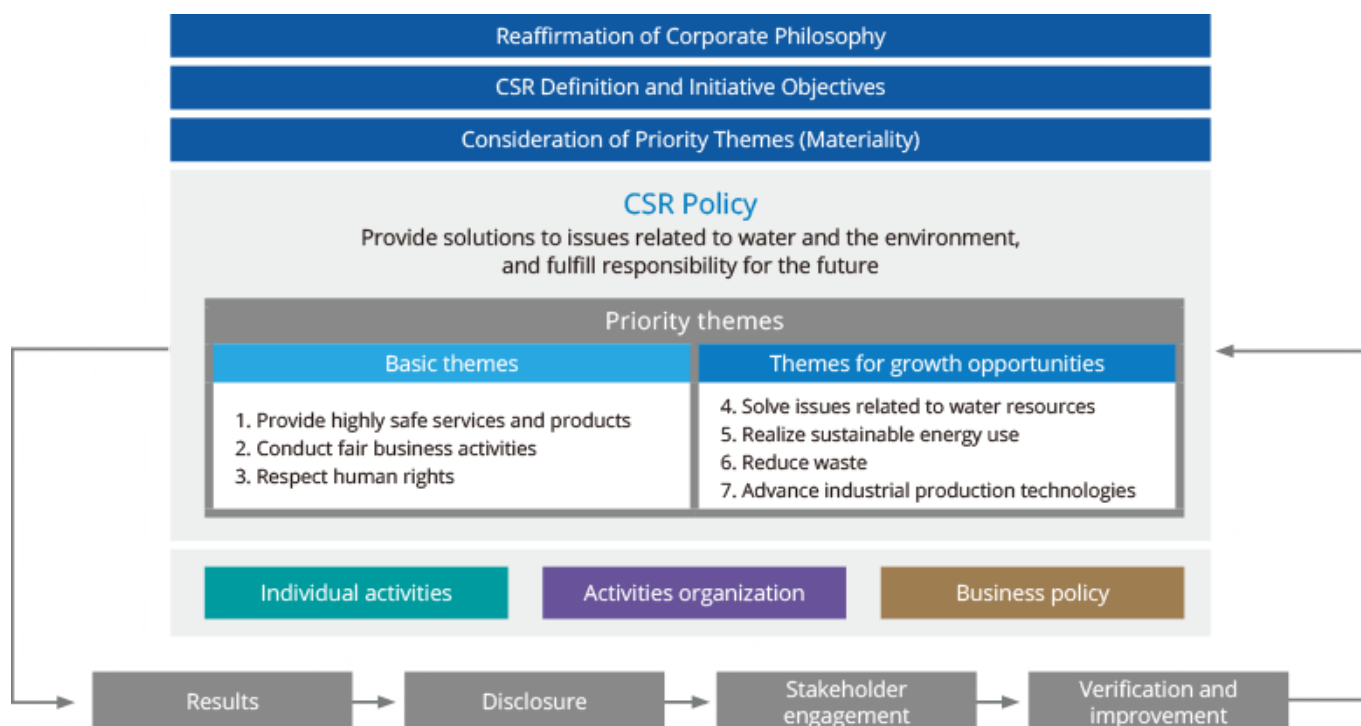 Reaffirmation of Corporate Philosophy
CSR Definition and Initiative Objectives
Consideration of Priority Themes (Materiality)
CSR Policy
Provide solutions to issues related to water and the environment,
and fulfill responsibility for the future
Priority themes
Basic themes
1. Provide highly safe services and products
2. Conduct fair business activities
3. Respect human rights
Themes for growth opportunities
4. Solve issues related to water resources
5. Realize sustainable energy use
6. Reduce waste
7. Advance industrial production technologies
Individual activities
Activities organization
Business policy
Results
Disclosure
Stakeholder
engagement
Verification and
improvement